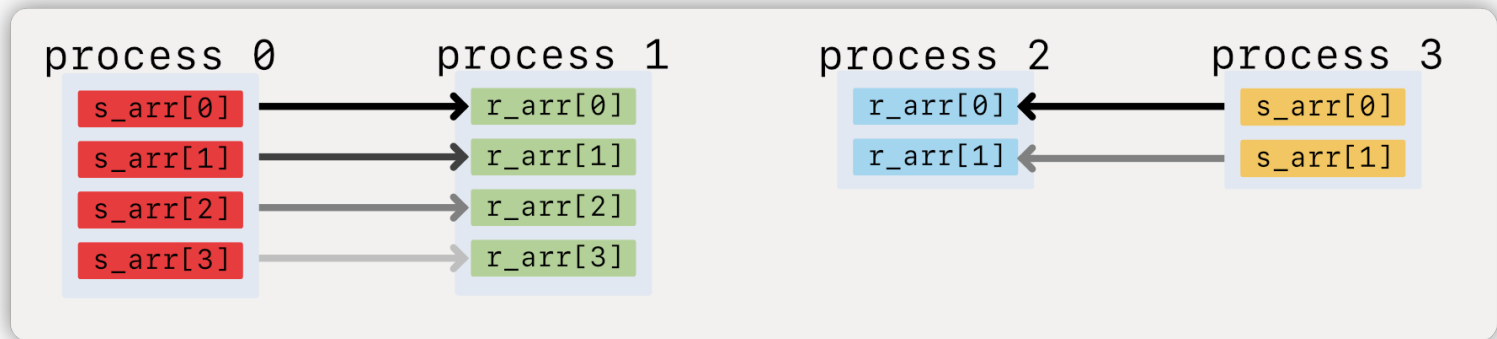 process 0
s_arr[0]
s_arr[1]
s_arr[2]
s_arr[3]
process 1
r_arr[0]
r_arr[1]
r_arr[2]
r_arr[3]
process 2
r_arr[0]
r_arr[1]
process 3
s_arr[0]
s_arr[1]